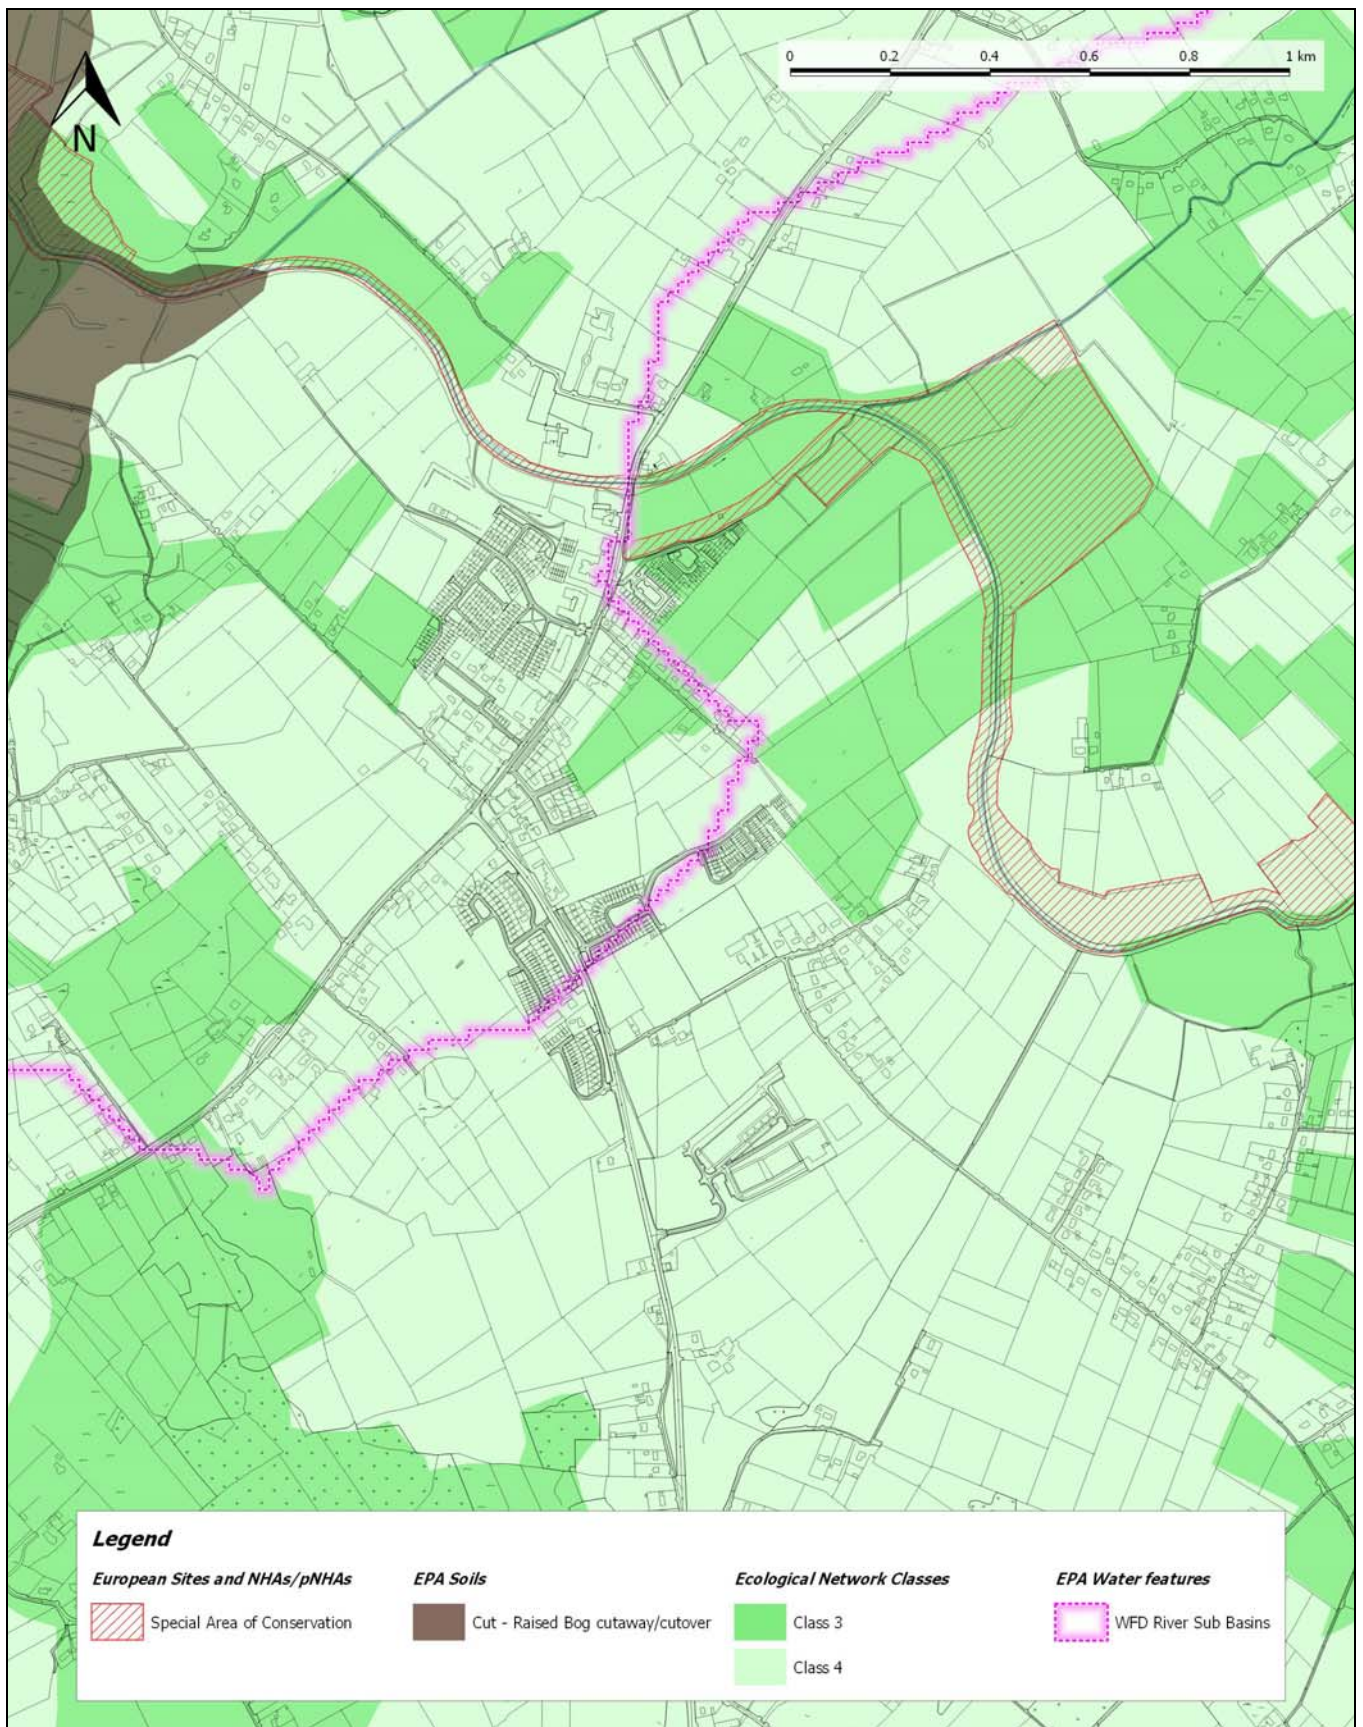 0 0.2 0.4 0.6 0.8 1 km
N
Legend
European Sites and NHAs/pNHAs
Special Area of Conservation
EPA Soils
Cut - Raised Bog cutaway/cutover
Ecological Network Classes
Class 3
Class 4
EPA Water features
WFD River Sub Basins